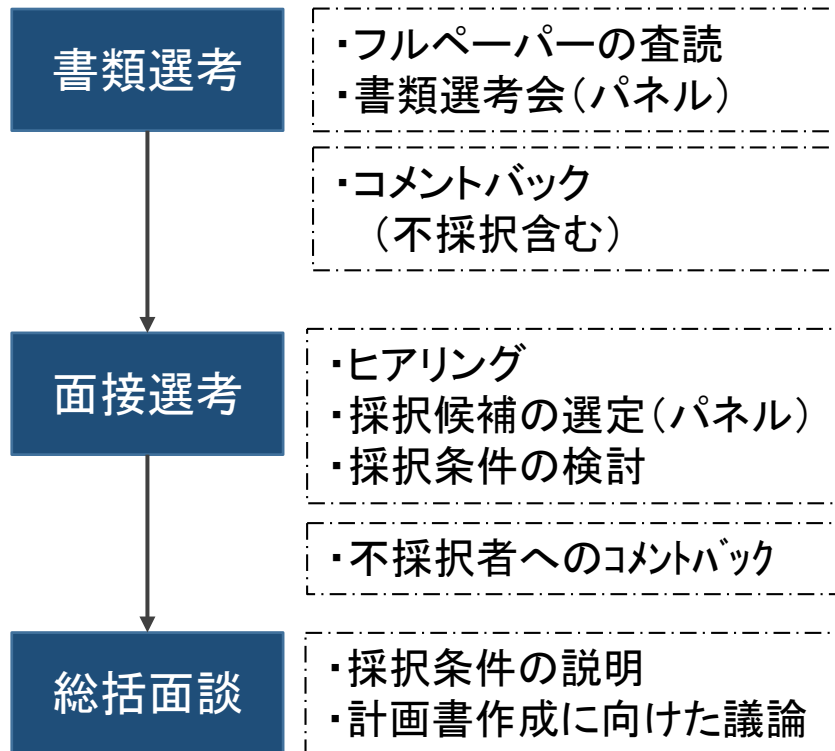 書類選考
・フルペーパーの査読
・書類選考会（パネル）
・コメントバック
（不採択含む）
面接選考
・ヒアリング
・採択候補の選定（パネル）
・採択条件の検討
・不採択者へのｺﾒﾝﾄﾊﾞｯｸ
総括面談
・採択条件の説明
・計画書作成に向けた議論